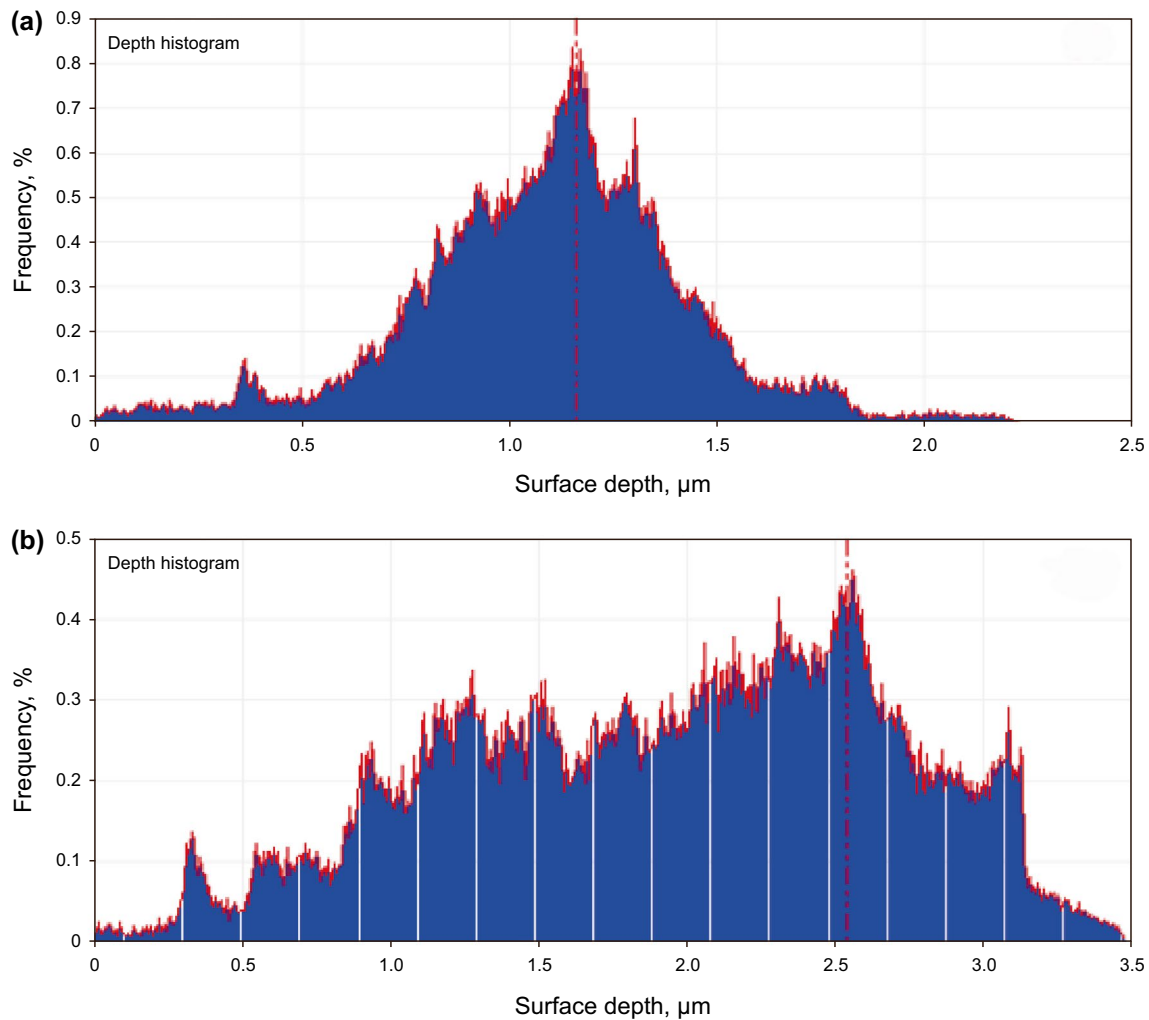 (a)
Depth histogram
Frequency, %
0.9
0.8
0.7
0.6
0.5
0.4
0.3
0.2
0.1
0
0 0.5 1.0 1.5 2.0 2.5
Surface depth, μm
(b)
Depth histogram
Frequency, %
0.5
0.4
0.3
0.2
0.1
0
0 0.5 1.0 1.5 2.0 2.5 3.0 3.5
Surface depth, μm